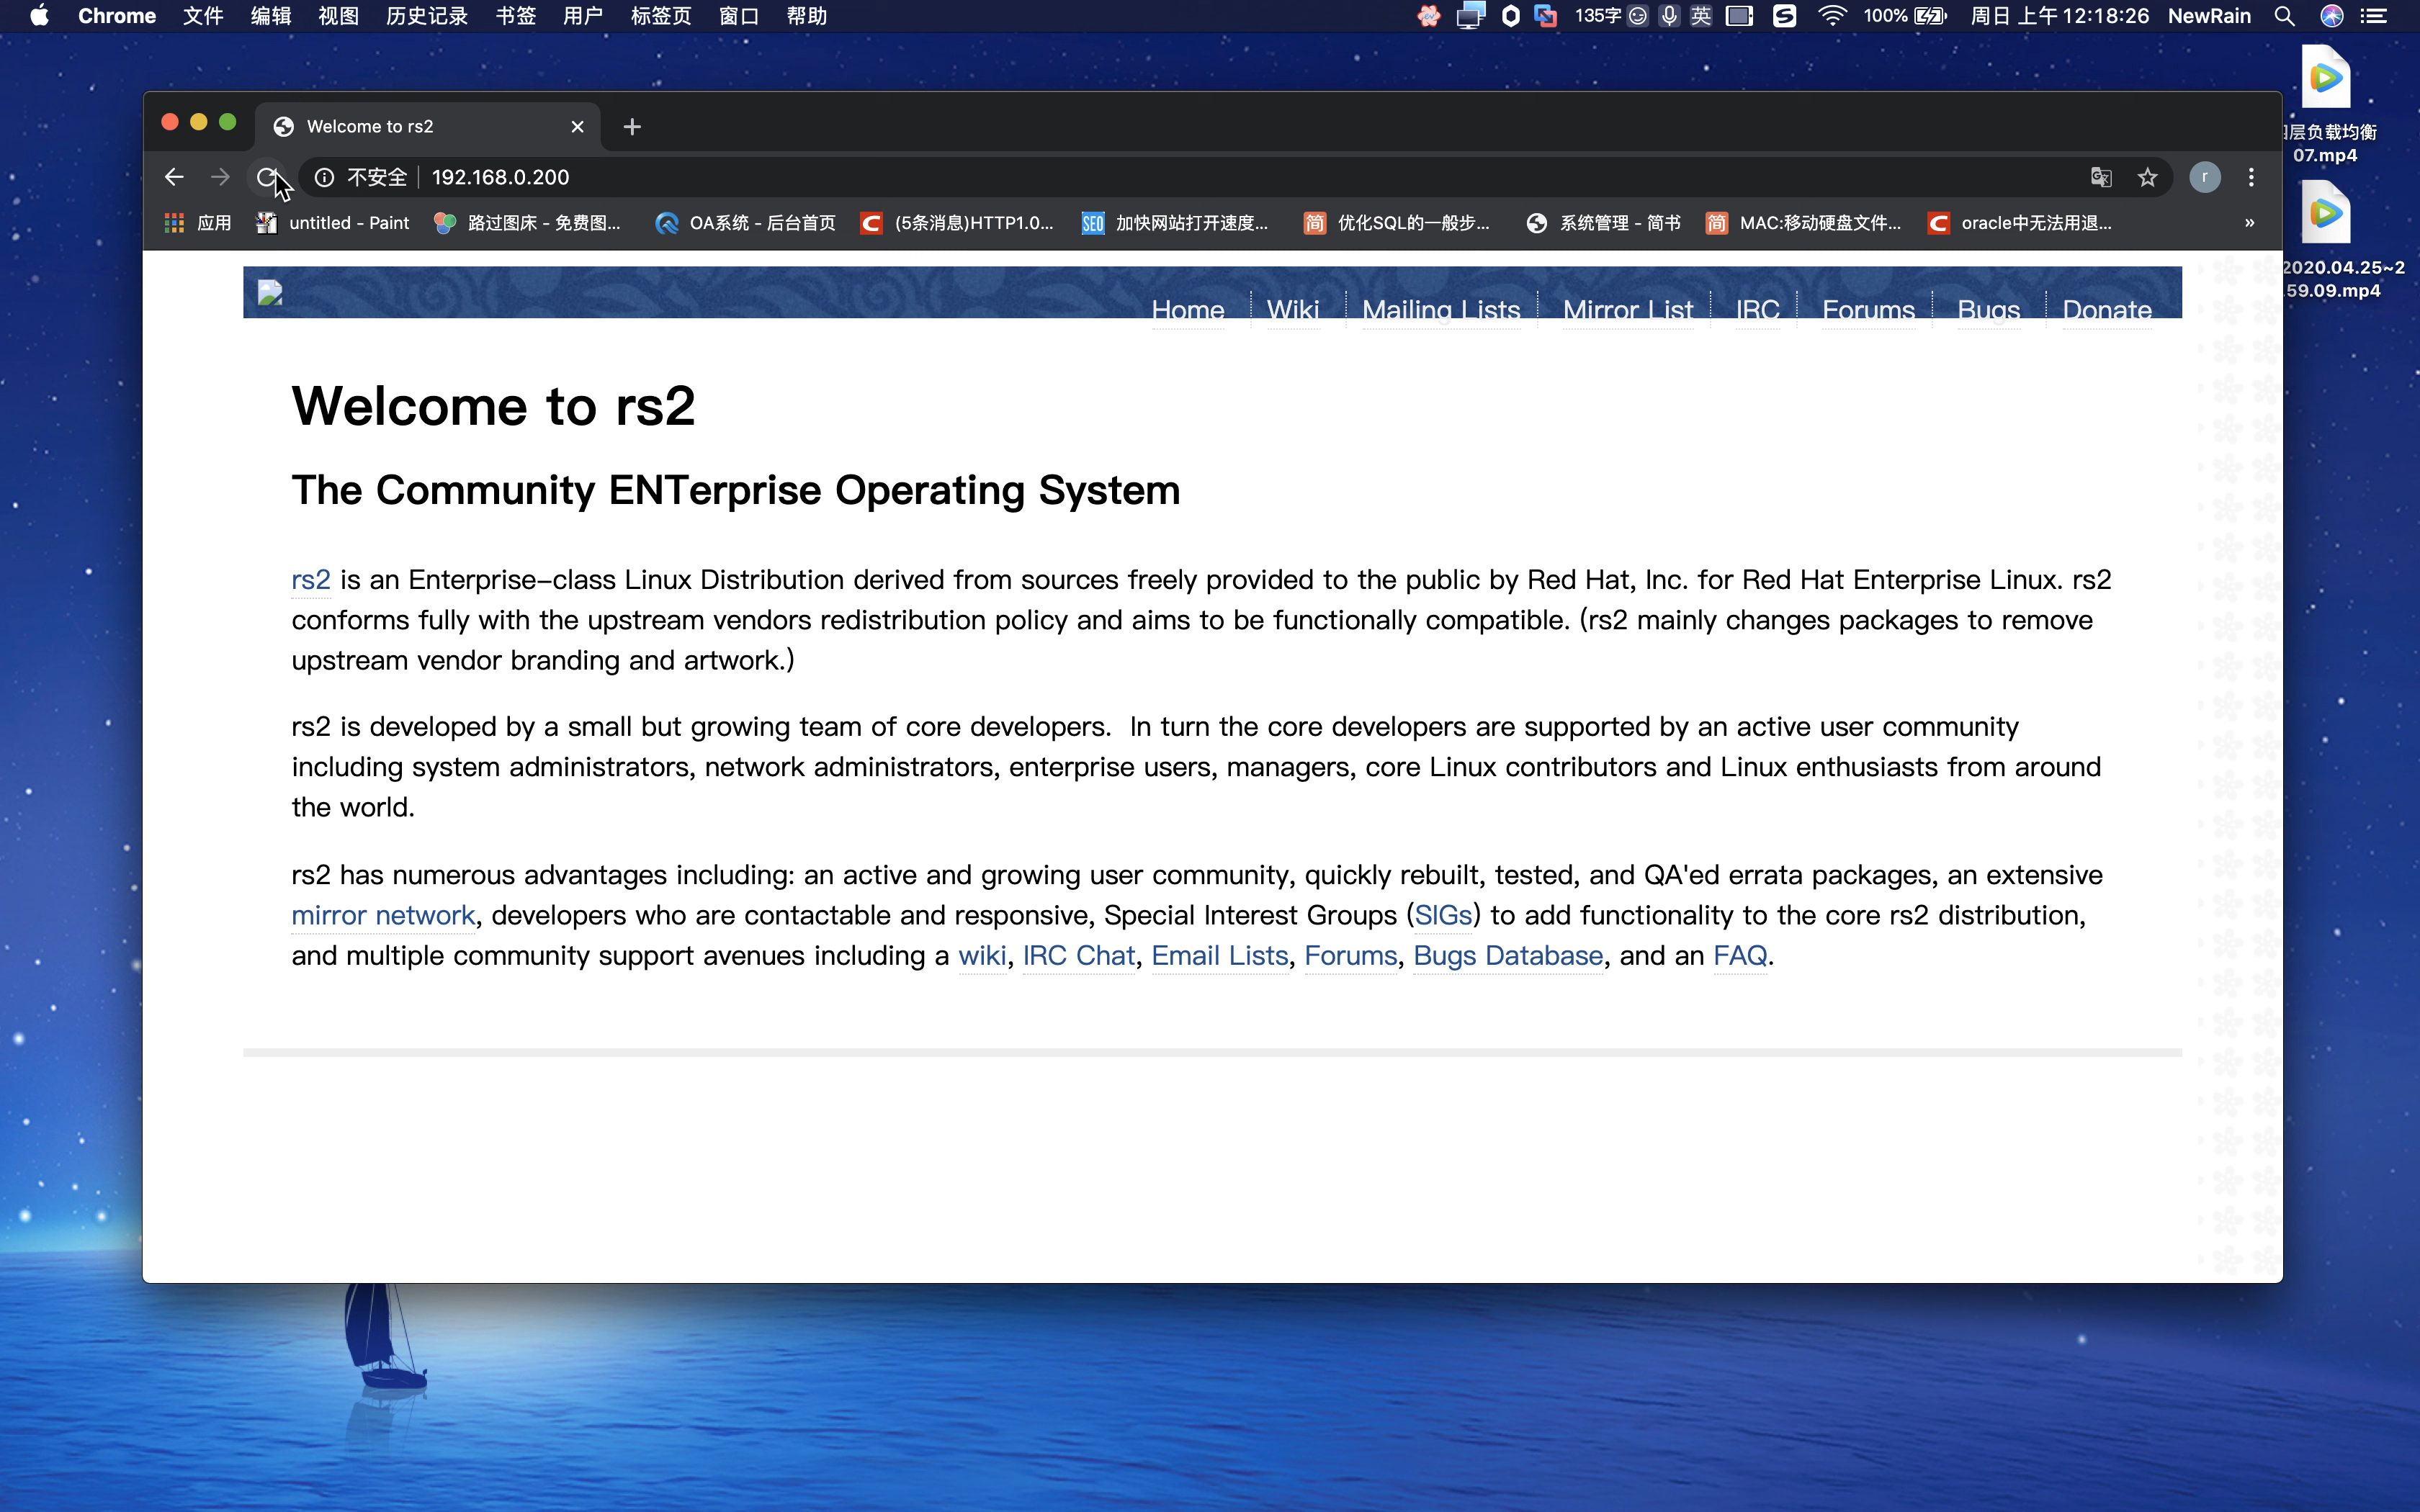 Chrome 文件 编辑 视图 历史记录 书签 用户 标签页 窗口 帮助 135字 英 100% 周日 上午12:18:26 NewRain
层负载均衡
07.mp4
2020.04.25~2
59.09.mp4
Welcome to rs2
不安全 192.168.0.200
应用 untitled - Paint 路过图床 - 免费图... OA系统 - 后台首页 (5条消息)HTTP1.0... SEO 加快网站打开速度... 简 优化SQL的一般步... 系统管理 - 简书 简 MAC:移动硬盘文件... oracle中无法用退... »
Home Wiki Mailing Lists Mirror List IRC Forums Bugs Donate
Welcome to rs2
The Community ENTerprise Operating System
rs2 is an Enterprise-class Linux Distribution derived from sources freely provided to the public by Red Hat, Inc. for Red Hat Enterprise Linux. rs2
conforms fully with the upstream vendors redistribution policy and aims to be functionally compatible. (rs2 mainly changes packages to remove
upstream vendor branding and artwork.)
rs2 is developed by a small but growing team of core developers.  In turn the core developers are supported by an active user community
including system administrators, network administrators, enterprise users, managers, core Linux contributors and Linux enthusiasts from around
the world.
rs2 has numerous advantages including: an active and growing user community, quickly rebuilt, tested, and QA'ed errata packages, an extensive
mirror network, developers who are contactable and responsive, Special Interest Groups (SIGs) to add functionality to the core rs2 distribution,
and multiple community support avenues including a wiki, IRC Chat, Email Lists, Forums, Bugs Database, and an FAQ.